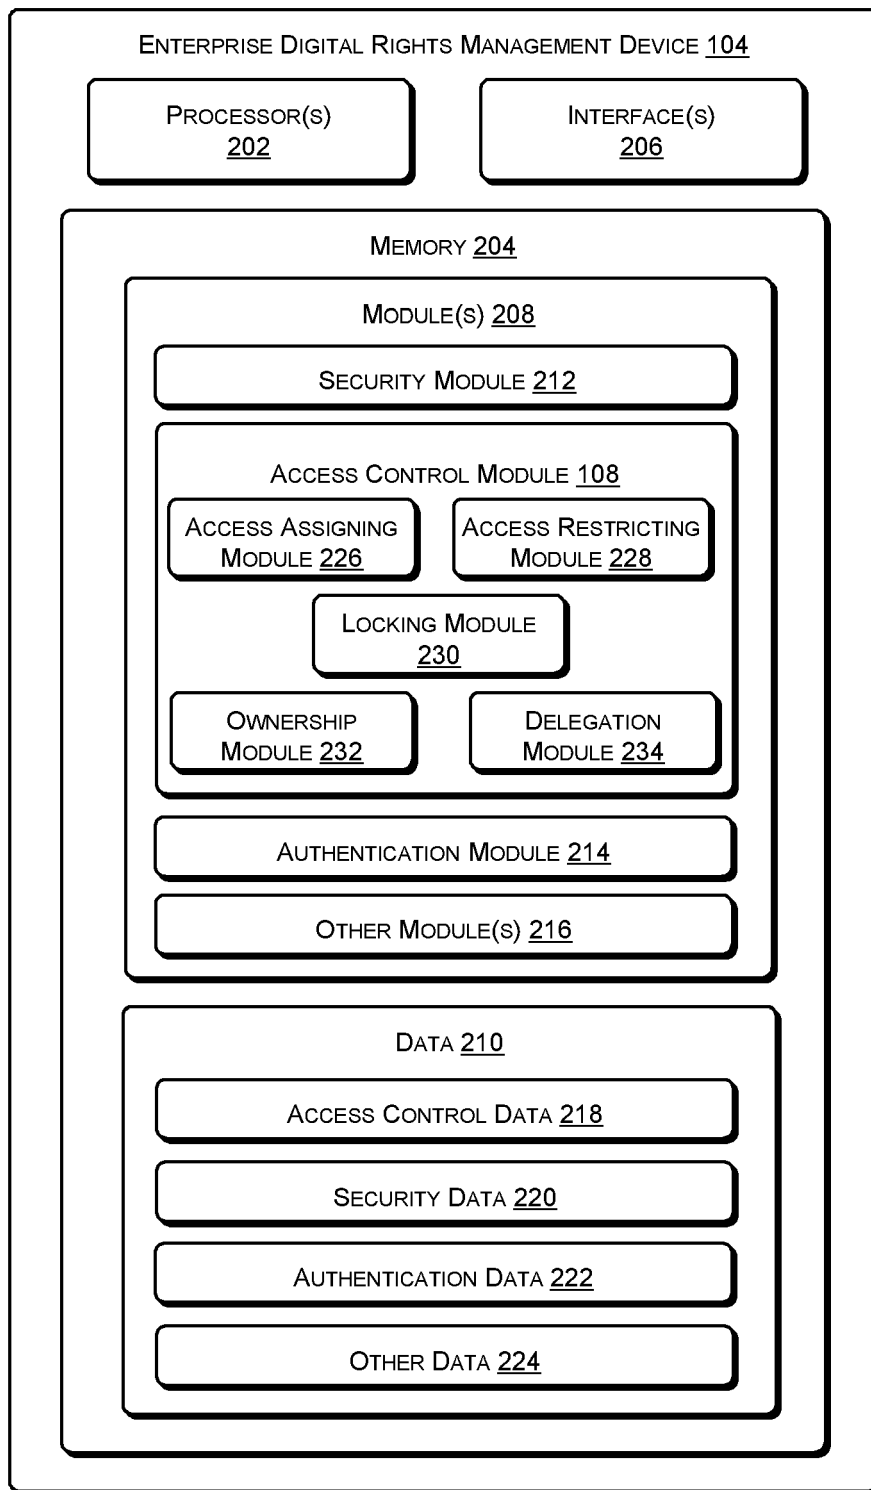 ENTERPRISE DIGITAL RIGHTS MANAGEMENT DEVICE 104
PROCESSOR(S)
202
INTERFACE(S)
206
MEMORY 204
MODULE(S) 208
SECURITY MODULE 212
ACCESS CONTROL MODULE 108
ACCESS ASSIGNING
MODULE 226
ACCESS RESTRICTING
MODULE 228
LOCKING MODULE
230
OWNERSHIP
MODULE 232
DELEGATION
MODULE 234
AUTHENTICATION MODULE 214
OTHER MODULE(S) 216
DATA 210
ACCESS CONTROL DATA 218
SECURITY DATA 220
AUTHENTICATION DATA 222
OTHER DATA 224